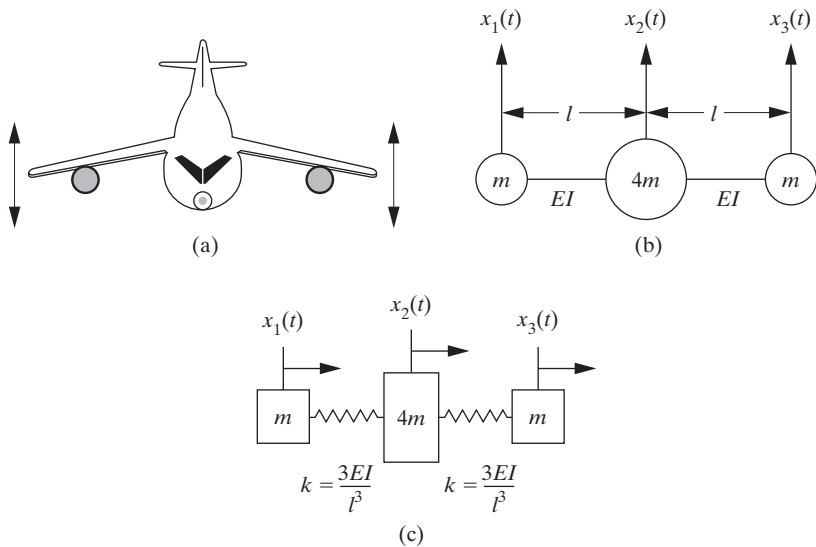 (a)
x₁(t) x₂(t) x₃(t)
l l
m 4m m
EI EI
(b)
x₁(t) x₂(t) x₃(t)
m 4m m
k = 3EI/l³ k = 3EI/l³
(c)